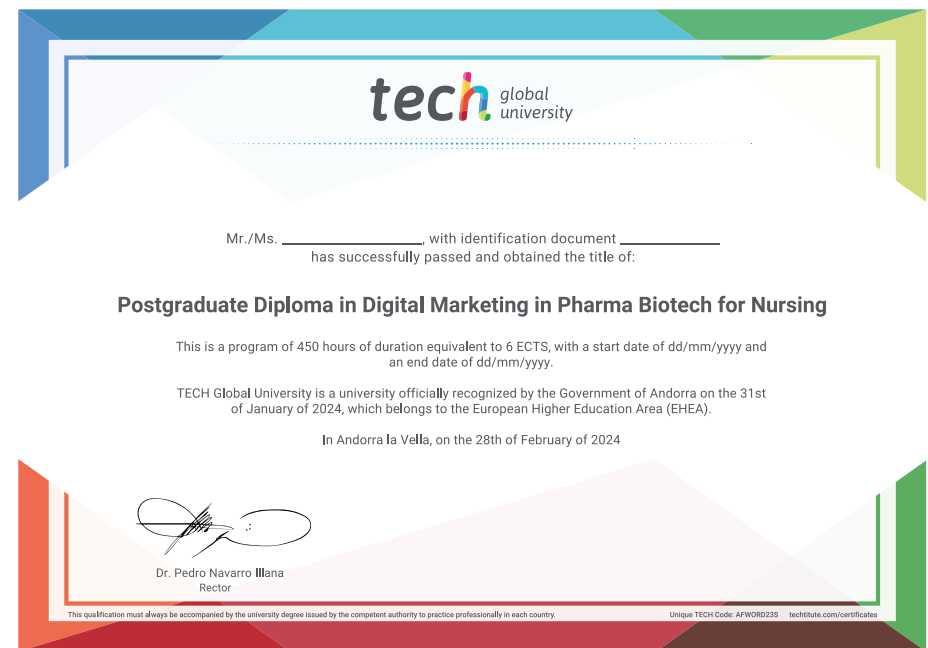 tech global university
Mr./Ms. ____________________, with identification document ______________
has successfully passed and obtained the title of:
Postgraduate Diploma in Digital Marketing in Pharma Biotech for Nursing
This is a program of 450 hours of duration equivalent to 6 ECTS, with a start date of dd/mm/yyyy and
an end date of dd/mm/yyyy.
TECH Global University is a university officially recognized by the Government of Andorra on the 31st
of January of 2024, which belongs to the European Higher Education Area (EHEA).
In Andorra la Vella, on the 28th of February of 2024
Dr. Pedro Navarro Illana
Rector
This qualification must always be accompanied by the university degree issued by the competent authority to practice professionally in each country.
Unique TECH Code: AFWORD23S techtitute.com/certificates